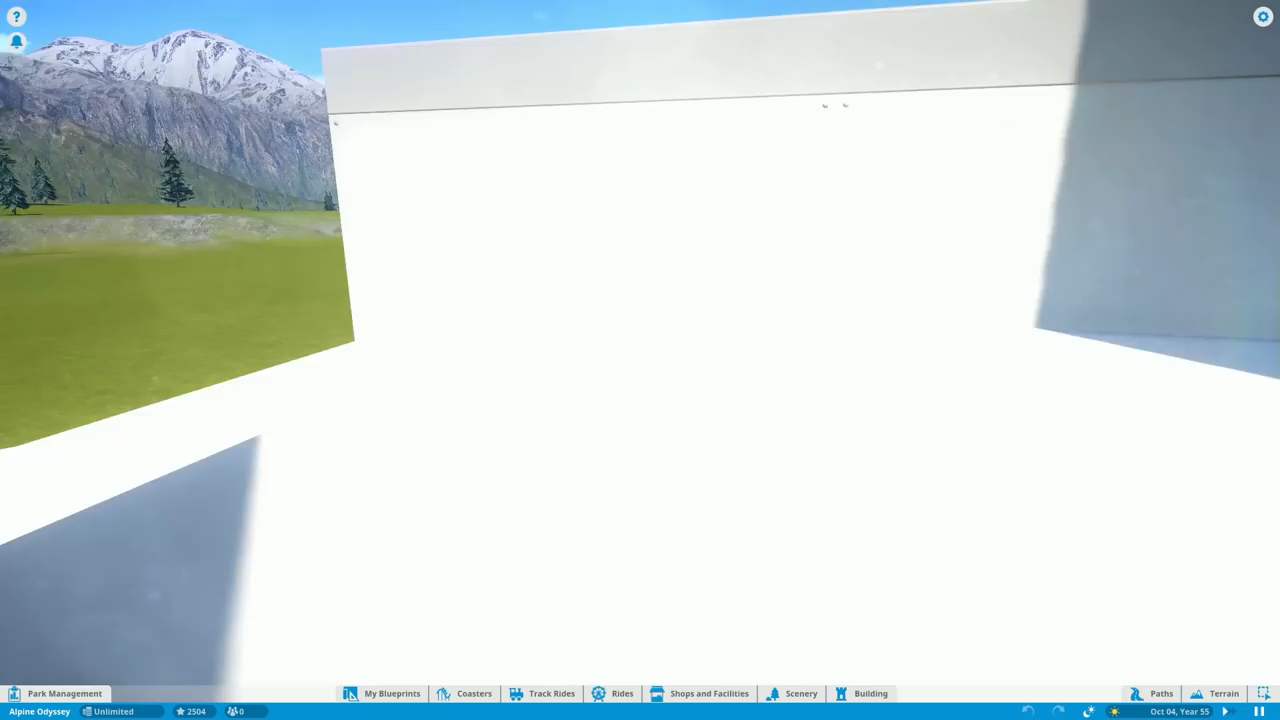 ?
Park Management
My Blueprints
Coasters
Track Rides
Rides
Shops and Facilities
Scenery
Building
Paths
Terrain
Alpine Odyssey
Unlimited
2504
0
Oct 04, Year 55